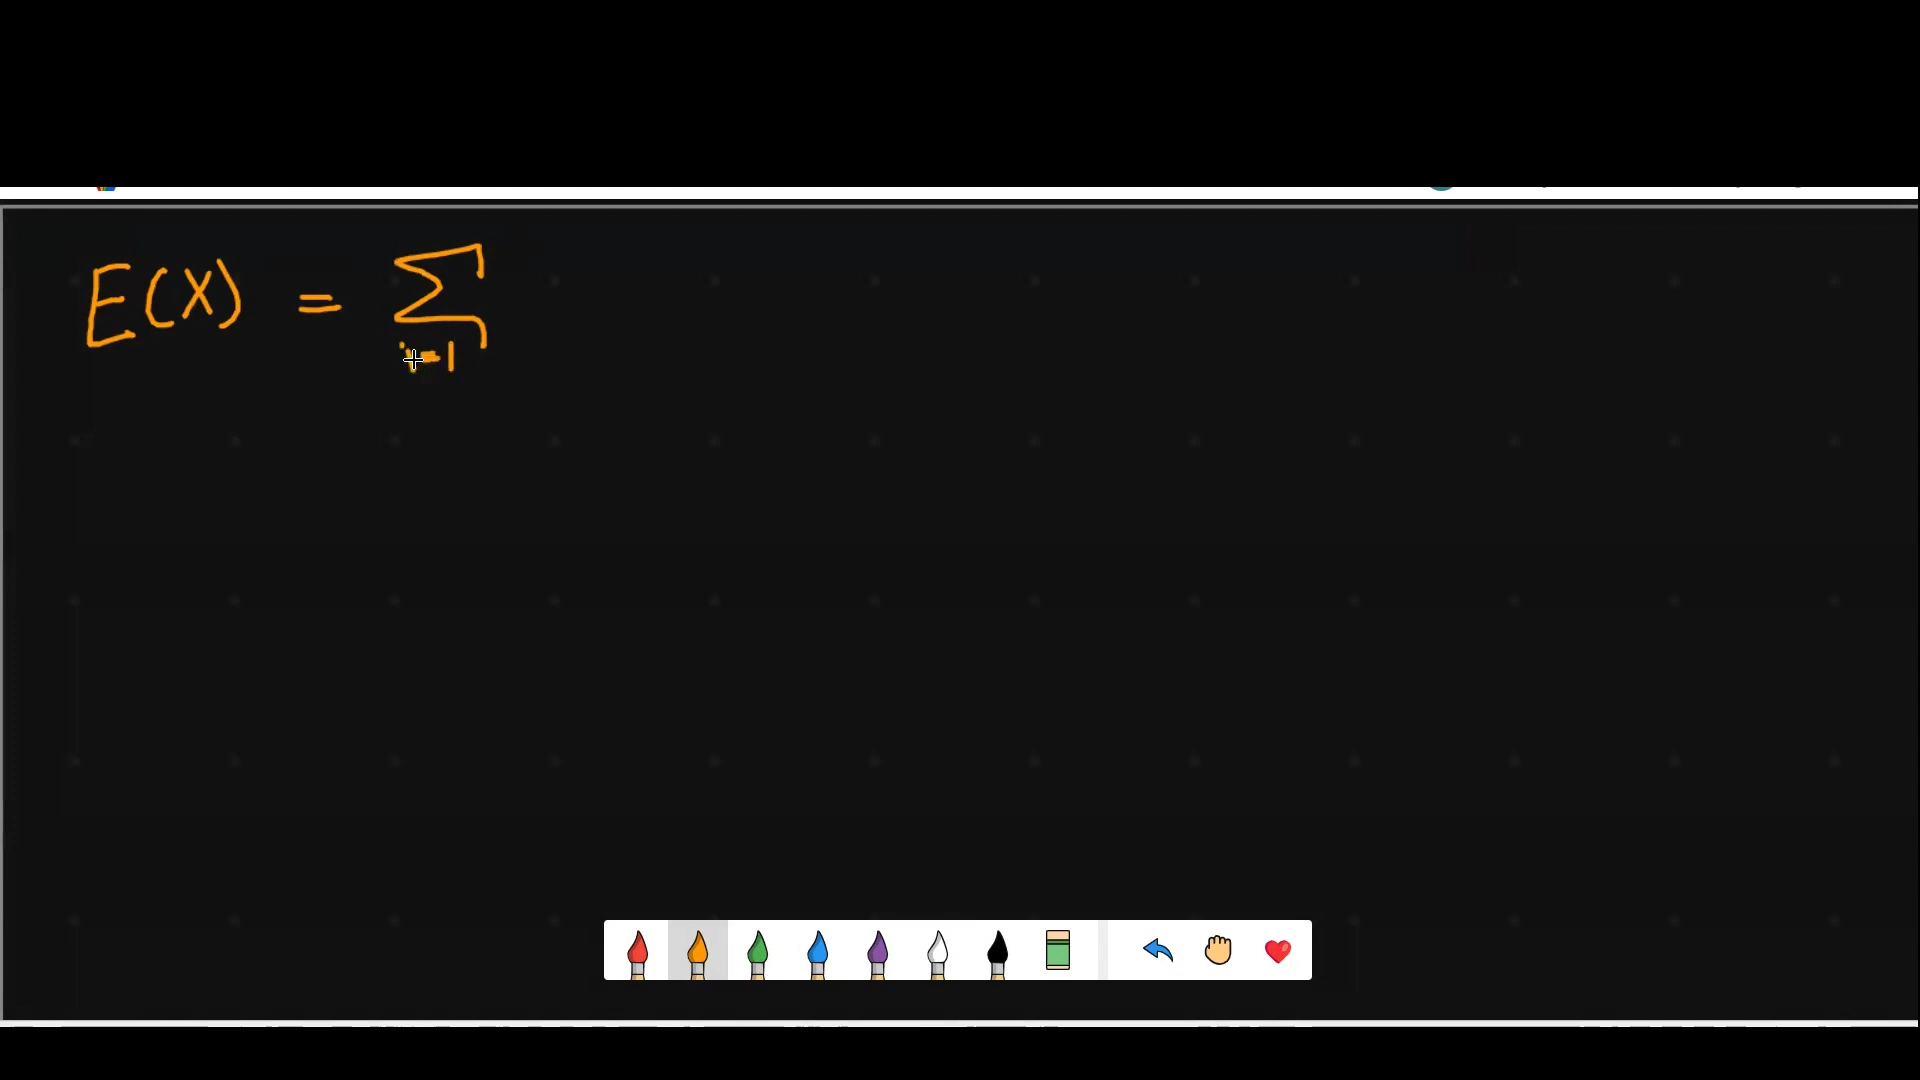 E(X) = Σ
i=1